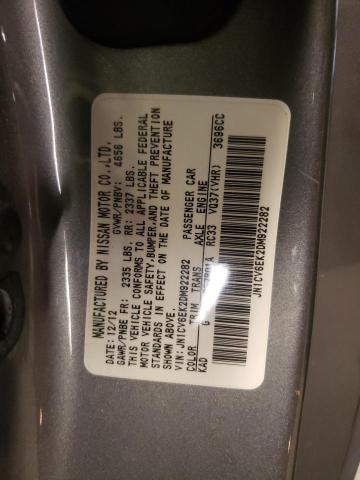 MANUFACTURED BY NISSAN MOTOR CO.,LTD.
DATE: 12/12 GVWR/PNBV: 4656 LBS.
GAWR/PNBE FR: 2335 LBS. RR: 2337 LBS.
THIS VEHICLE CONFORMS TO ALL APPLICABLE FEDERAL
MOTOR VEHICLE SAFETY,BUMPER,AND THEFT PREVENTION
STANDARDS IN EFFECT ON THE DATE OF MANUFACTURE
SHOWN ABOVE.
VIN: JN1CV6EK2DM922282 PASSENGER CAR
COLOR TRIM TRANS AXLE ENGINE
KAD G RC33 VQ37(VHR) 3696CC
JN1CV6EK2DM922282